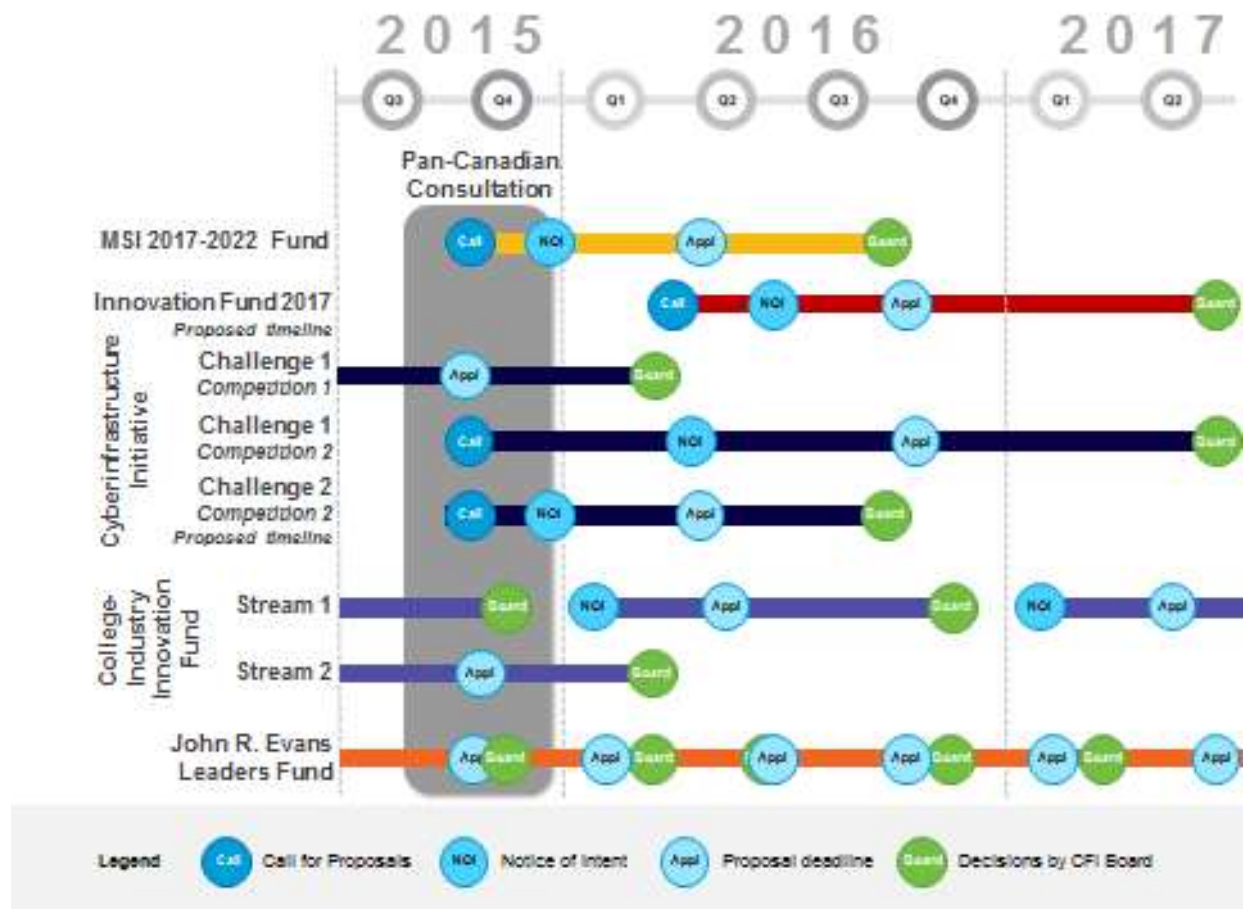 2015 2016 2017
Q3 Q4 Q1 Q2 Q3 Q4 Q1 Q2
Pan-Canadian
Consultation
MSI 2017-2022 Fund
Call NOI Appl Board
Innovation Fund 2017
Proposed timeline
Call NOI Appl Board
Cyberinfrastructure
Initiative
Challenge 1
Competition 1
Appl Board
Challenge 1
Competition 2
Call NOI Appl Board
Challenge 2
Competition 2
Proposed timeline
Call NOI Appl Board
College-
Industry
Innovation
Fund
Stream 1
Board NOI Appl Board NOI Appl
Stream 2
Appl Board
John R. Evans
Leaders Fund
Appl Board Appl Board Appl Appl Board Appl Board Appl
Legend Call Call for Proposals NOI Notice of Intent Appl Proposal deadline Board Decisions by CFI Board